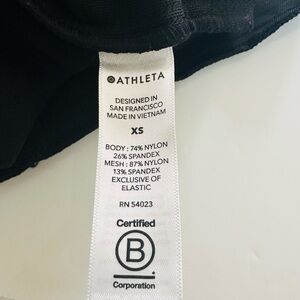 ATHLETA
DESIGNED IN
SAN FRANCISCO
MADE IN VIETNAM
XS
BODY : 74% NYLON
26% SPANDEX
MESH : 87% NYLON
13% SPANDEX
EXCLUSIVE OF
ELASTIC
RN 54023
Certified
B
Corporation